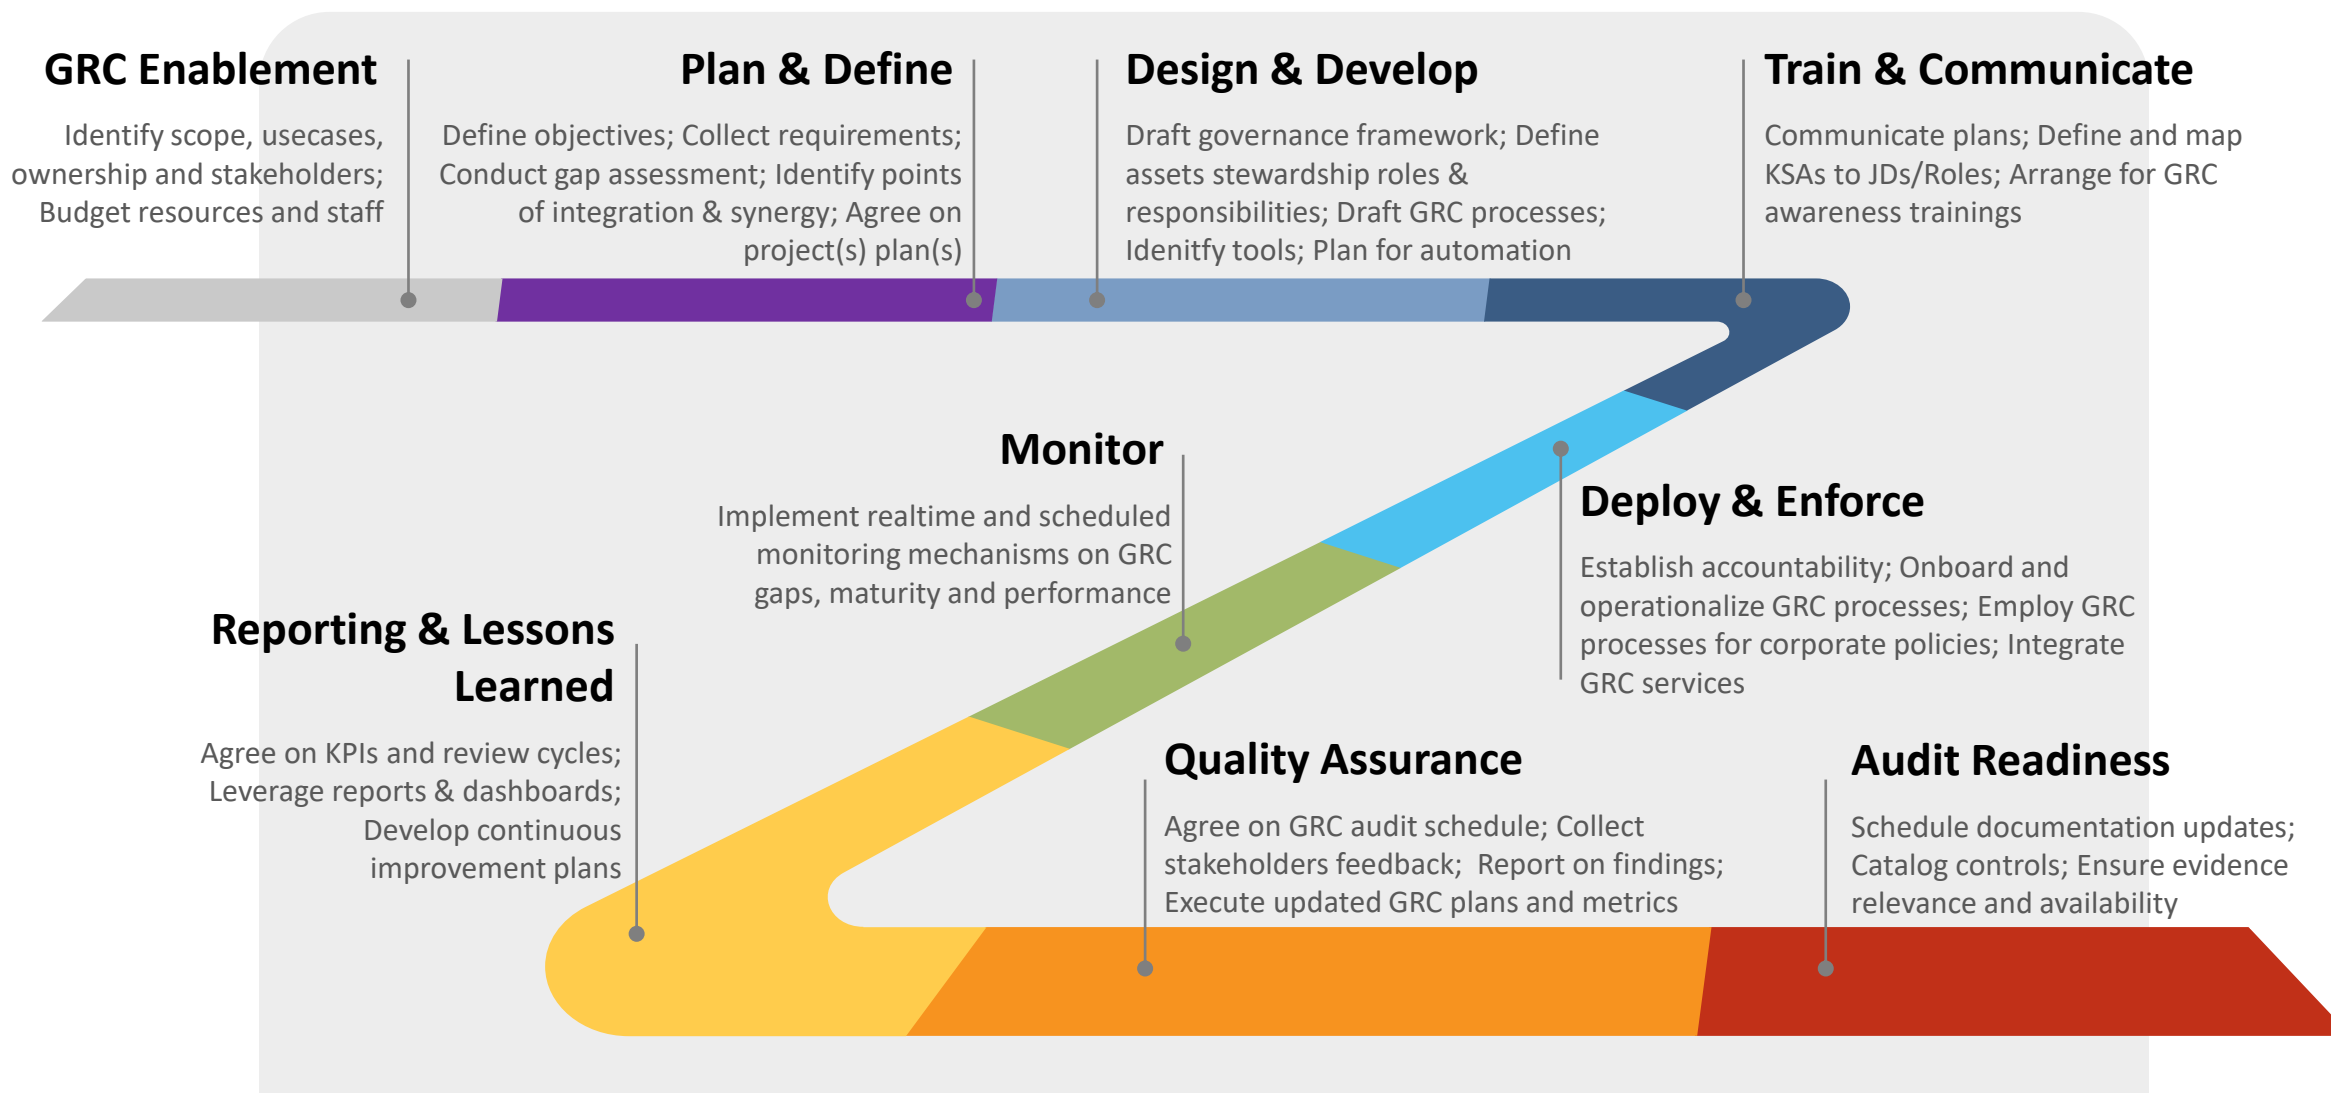 GRC Enablement
Identify scope, usecases,
ownership and stakeholders;
Budget resources and staff
Plan & Define
Define objectives; Collect requirements;
Conduct gap assessment; Identify points
of integration & synergy; Agree on
project(s) plan(s)
Design & Develop
Draft governance framework; Define
assets stewardship roles &
responsibilities; Draft GRC processes;
Idenitfy tools; Plan for automation
Train & Communicate
Communicate plans; Define and map
KSAs to JDs/Roles; Arrange for GRC
awareness trainings
Deploy & Enforce
Establish accountability; Onboard and
operationalize GRC processes; Employ GRC
processes for corporate policies; Integrate
GRC services
Monitor
Implement realtime and scheduled
monitoring mechanisms on GRC
gaps, maturity and performance
Reporting & Lessons
Learned
Agree on KPIs and review cycles;
Leverage reports & dashboards;
Develop continuous
improvement plans
Quality Assurance
Agree on GRC audit schedule; Collect
stakeholders feedback;  Report on findings;
Execute updated GRC plans and metrics
Audit Readiness
Schedule documentation updates;
Catalog controls; Ensure evidence
relevance and availability